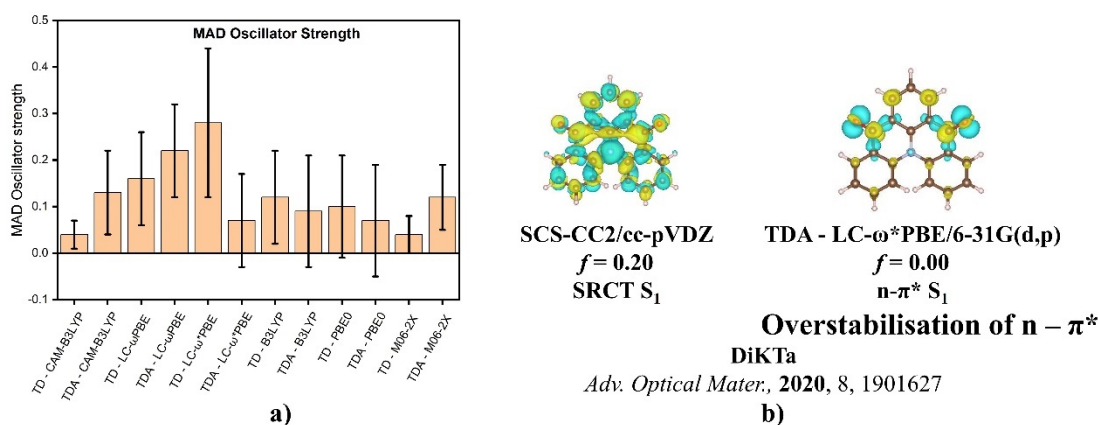 MAD Oscillator Strength
MAD Oscillator strength
0.5
0.4
0.3
0.2
0.1
0.0
-0.1
TD - CAM-B3LYP
TDA - CAM-B3LYP
TD - LC-ωPBE
TDA - LC-ωPBE
TD - LC-ω*PBE
TDA - LC-ω*PBE
TD - B3LYP
TDA - B3LYP
TD - PBE0
TDA - PBE0
TD - M06-2X
TDA - M06-2X
a)
SCS-CC2/cc-pVDZ
f = 0.20
SRCT S₁
TDA - LC-ω*PBE/6-31G(d,p)
f = 0.00
n-π* S₁
Overstabilisation of n – π*
DiKTa
Adv. Optical Mater., 2020, 8, 1901627
b)